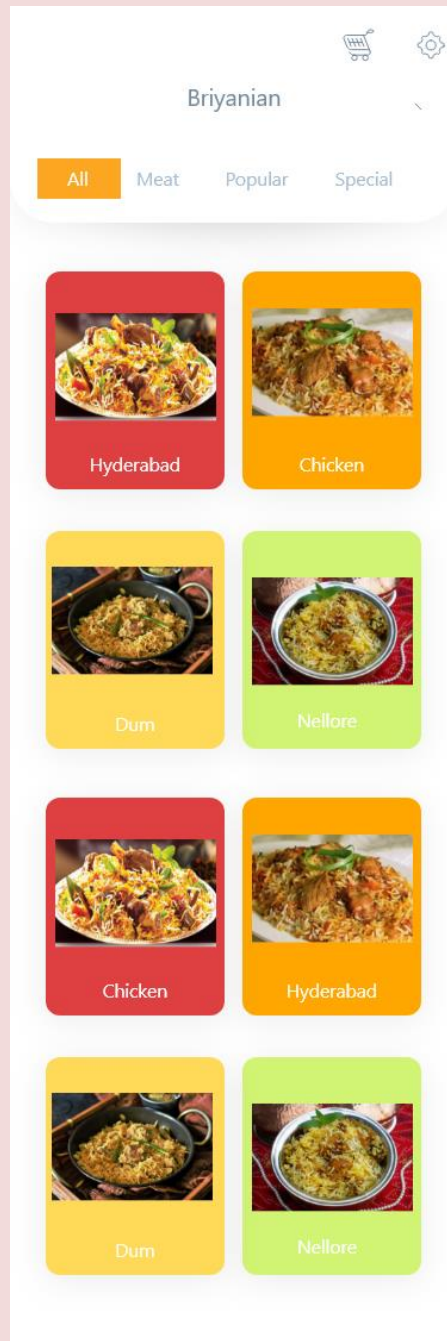 Briyanian
All Meat Popular Special
Hyderabad Chicken
Dum Nellore
Chicken Hyderabad
Dum Nellore